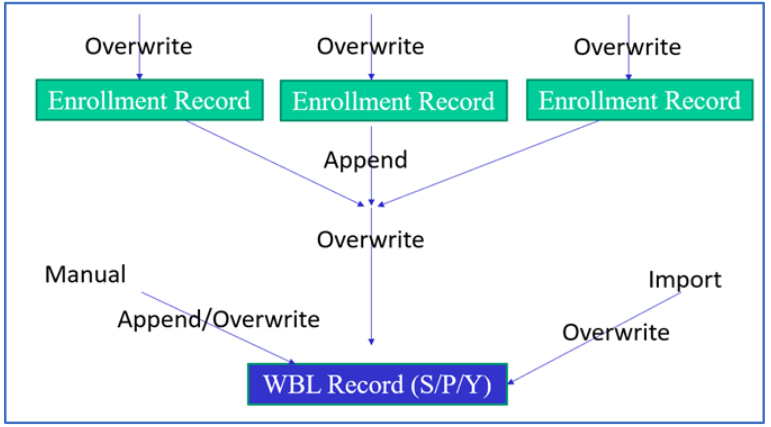 Overwrite
Overwrite
Overwrite
Enrollment Record
Enrollment Record
Enrollment Record
Append
Overwrite
Manual
Import
Append/Overwrite
Overwrite
WBL Record (S/P/Y)